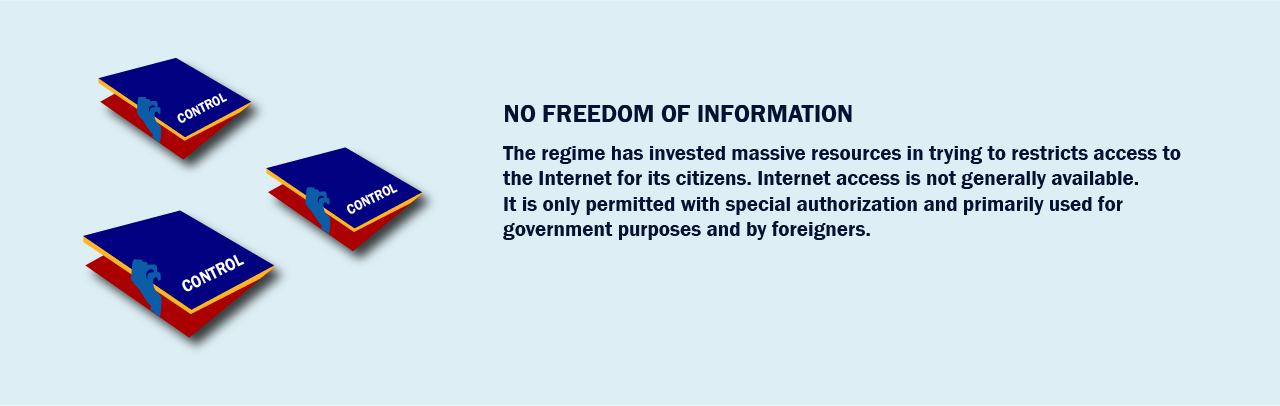 CONTROL
CONTROL
CONTROL
NO FREEDOM OF INFORMATION
The regime has invested massive resources in trying to restricts access to
the Internet for its citizens. Internet access is not generally available.
It is only permitted with special authorization and primarily used for
government purposes and by foreigners.